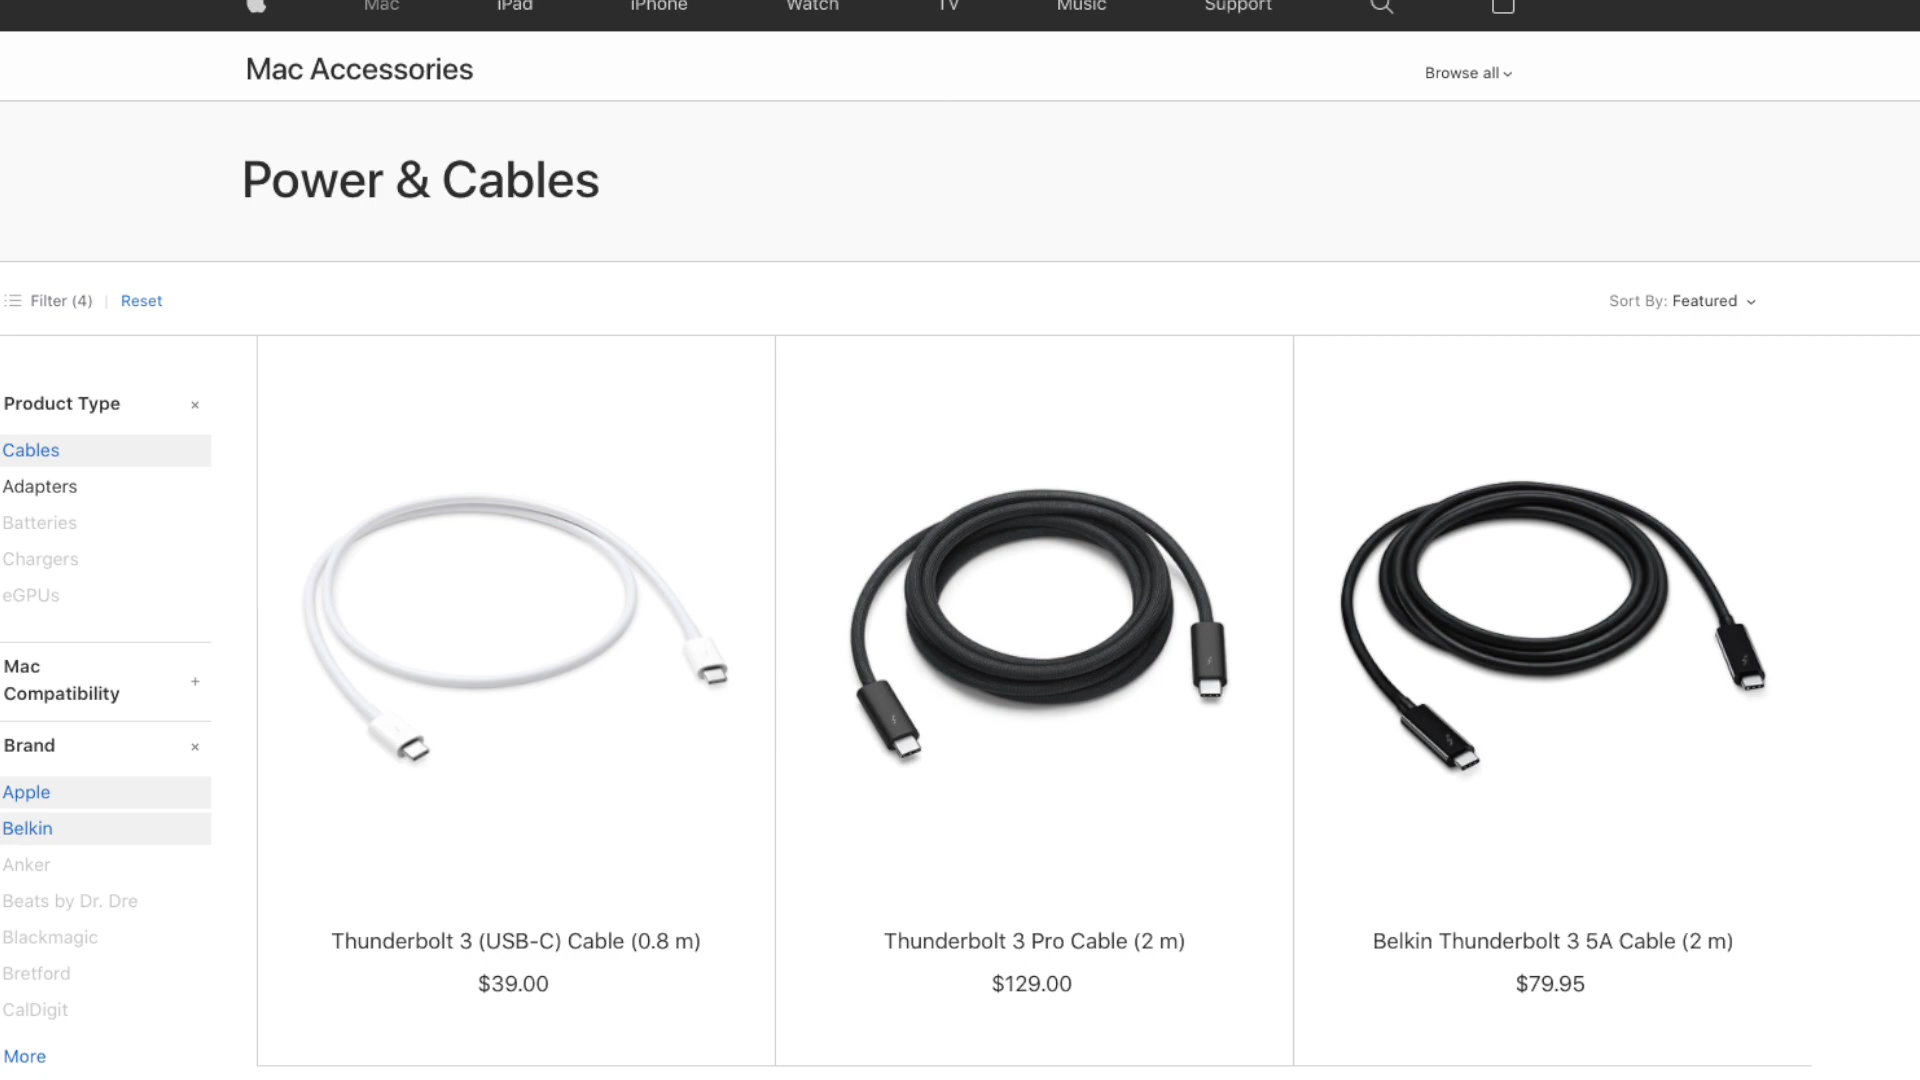 Mac iPad iPhone Watch TV Music Support
Mac Accessories
Browse all
Power & Cables
Filter (4) | Reset
Sort By: Featured
Product Type ×
Cables
Adapters
Batteries
Chargers
eGPUs
Mac
Compatibility +
Brand ×
Apple
Belkin
Anker
Beats by Dr. Dre
Blackmagic
Bretford
CalDigit
More
Thunderbolt 3 (USB-C) Cable (0.8 m)
$39.00
Thunderbolt 3 Pro Cable (2 m)
$129.00
Belkin Thunderbolt 3 5A Cable (2 m)
$79.95